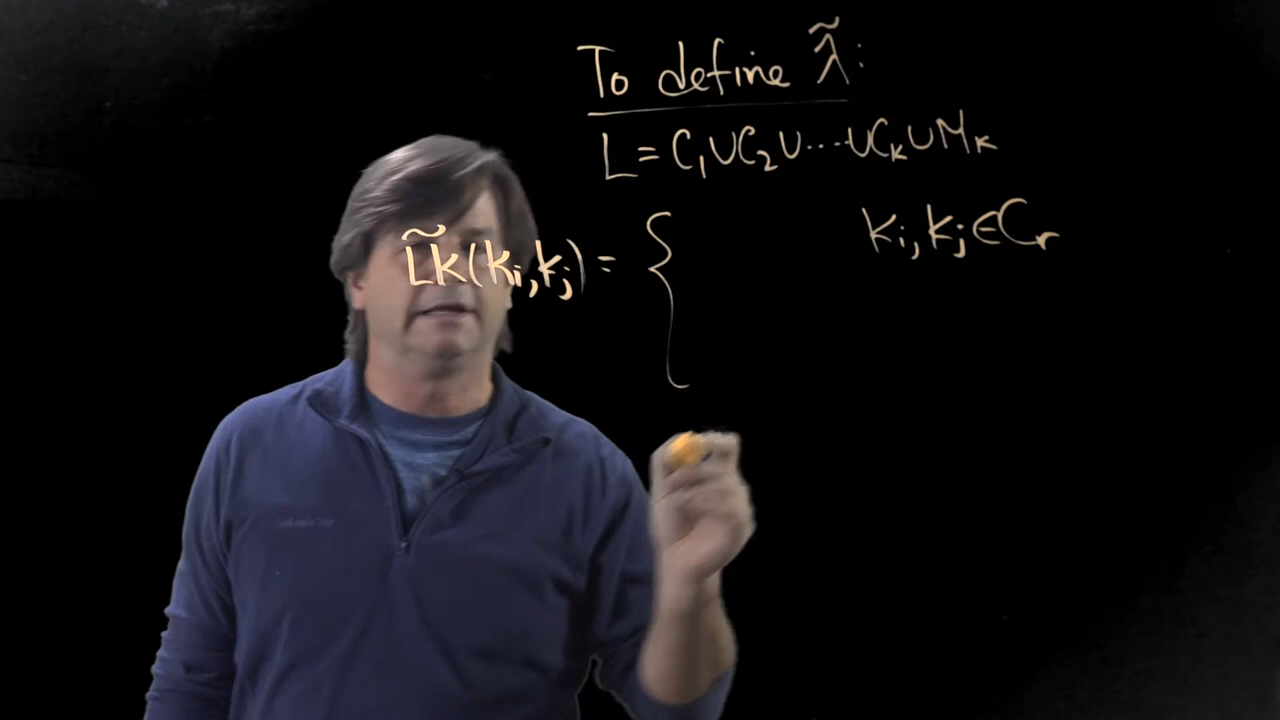 To define λ̃:
L = C₁∪C₂∪···∪Cₖ∪Mₖ
L̃k(kᵢ,kⱼ) = {
kᵢ,kⱼ∈Cᵣ